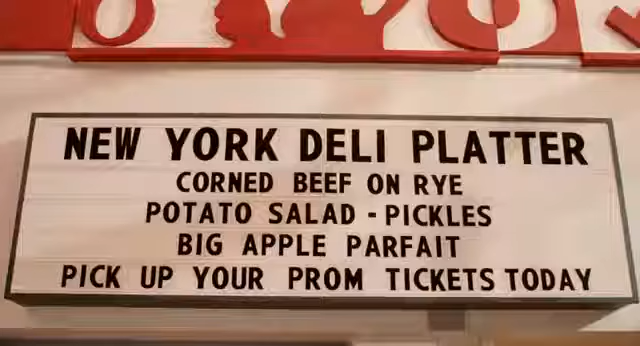 NEW YORK DELI PLATTER
CORNED BEEF ON RYE
POTATO SALAD - PICKLES
BIG APPLE PARFAIT
PICK UP YOUR PROM TICKETS TODAY